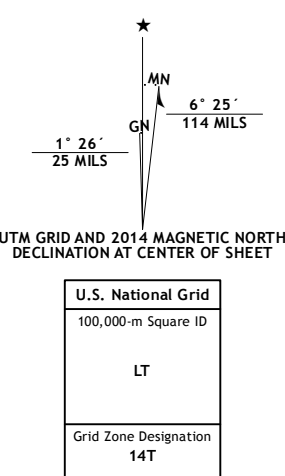 ★
MN
GN
6° 25´
114 MILS
1° 26´
25 MILS
UTM GRID AND 2014 MAGNETIC NORTH
DECLINATION AT CENTER OF SHEET
U.S. National Grid
100,000-m Square ID
LT
Grid Zone Designation
14T